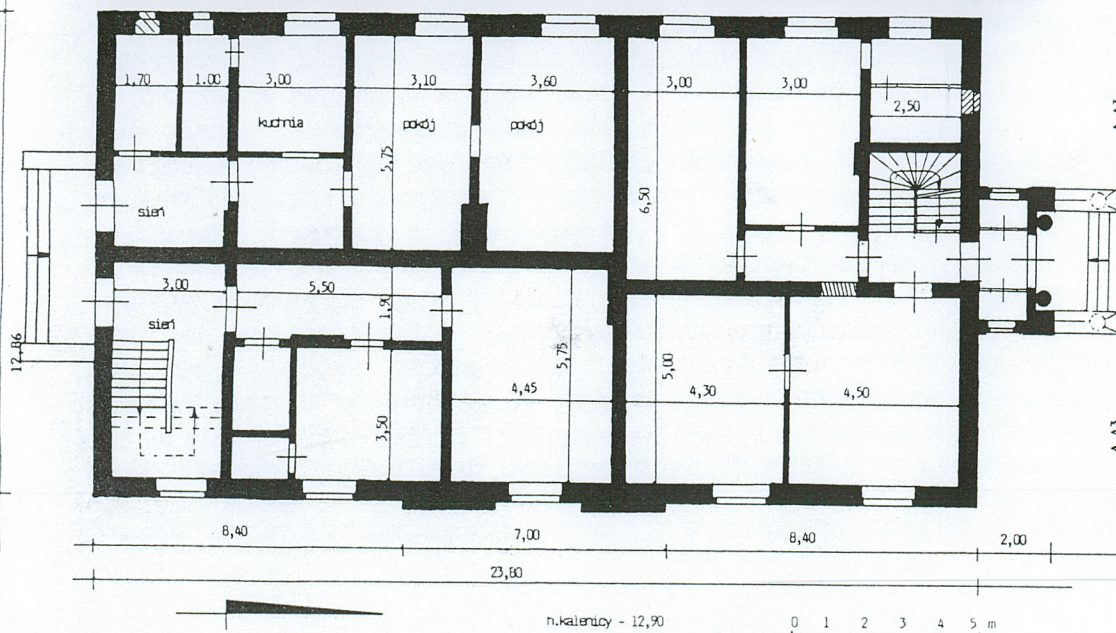 1,70 1.00 3,00 3,10 3,60 3,00 3,00
2,50
kuchnia pokój pokój
5,75
6,50
sień
3,00 5,50
1,90
sień
12,86
5,75
5,00
4,45 4,30 4,50
3,50
8,40 7,00 8,40 2,00
23,80
h.kalenicy - 12,90 0 1 2 3 4 5 m